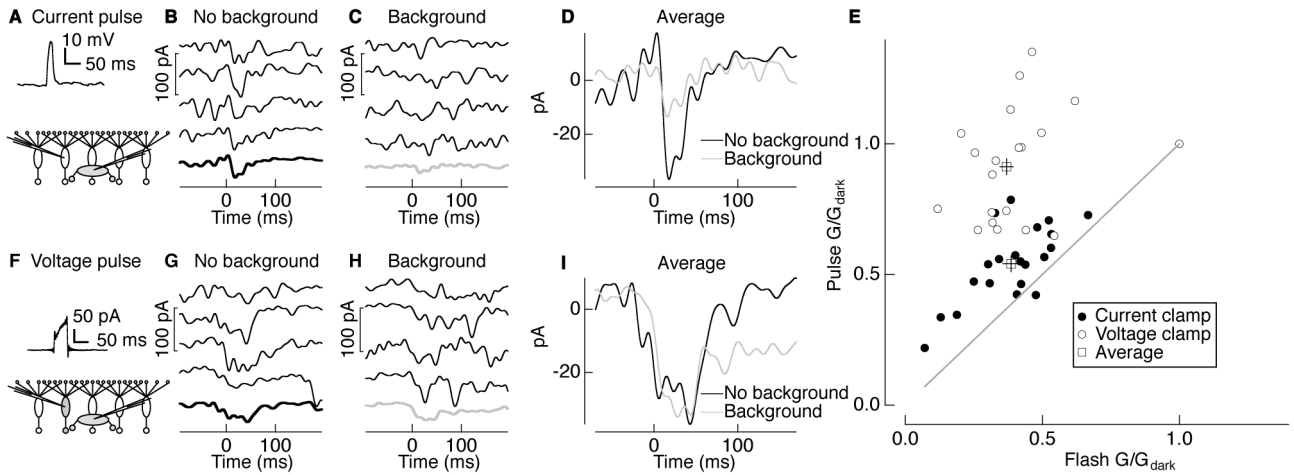 A Current pulse
10 mV
50 ms
B No background
100 pA
0 100
Time (ms)
C Background
100 pA
0 100
Time (ms)
D Average
pA
0
-20
No background
Background
0 100
Time (ms)
E
Pulse G/Gdark
1.0
0.5
0.0
Current clamp
Voltage clamp
Average
0.0 0.5 1.0
Flash G/Gdark
F Voltage pulse
50 pA
50 ms
G No background
100 pA
0 100
Time (ms)
H Background
100 pA
0 100
Time (ms)
I Average
pA
0
-20
No background
Background
0 100
Time (ms)